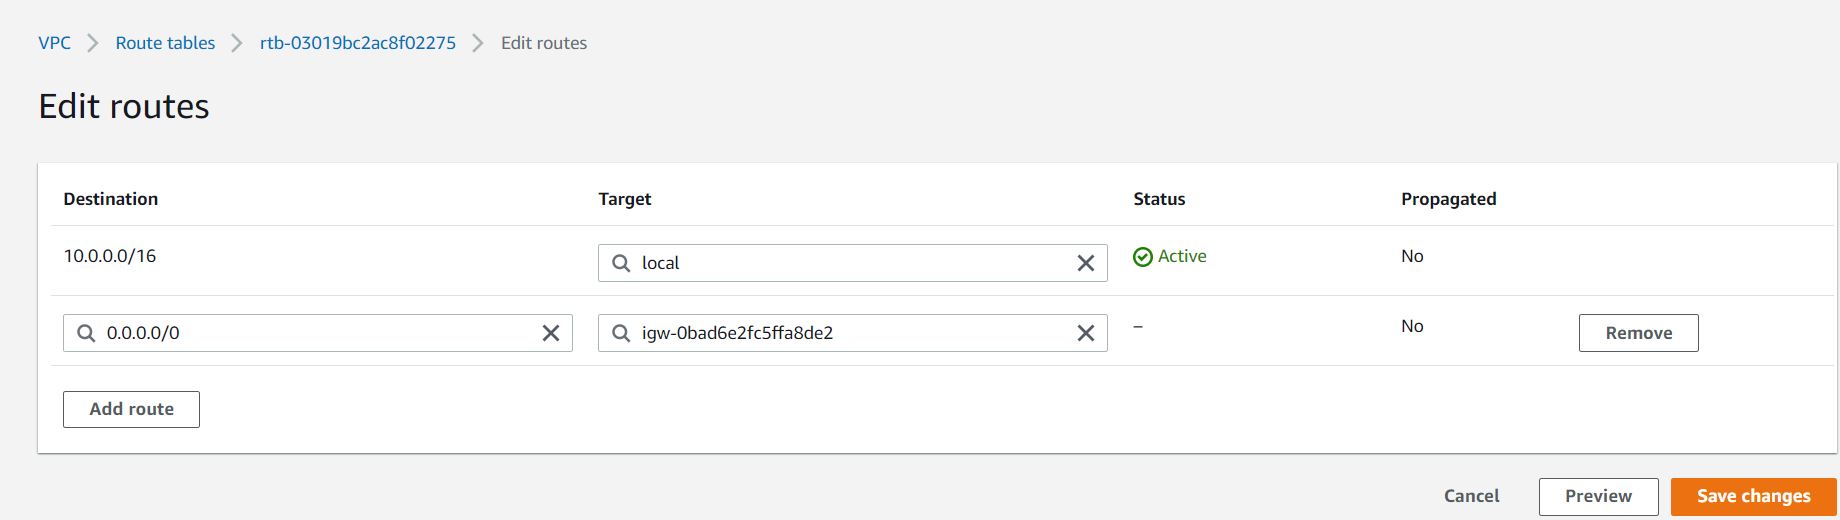 VPC > Route tables > rtb-03019bc2ac8f02275 > Edit routes
Edit routes
Destination Target Status Propagated
10.0.0.0/16 local Active No
0.0.0.0/0 igw-0bad6e2fc5ffa8de2 – No Remove
Add route
Cancel Preview Save changes